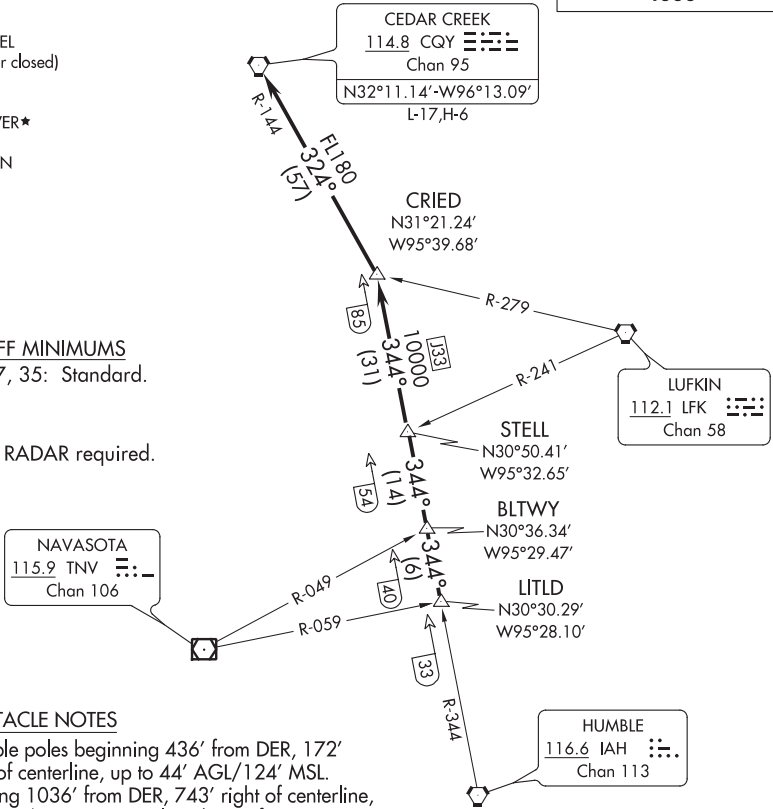 CEDAR CREEK
114.8 CQY
Chan 95
N32°11.14'-W96°13.09'
L-17,H-6
EL
r closed)
VER★
N
R-144
FL180
324°
(57)
CRIED
N31°21.24'
W95°39.68'
85
R-279
10000
J33
344°
(31)
FF MINIMUMS
7, 35: Standard.
R-241
LUFKIN
112.1 LFK
Chan 58
RADAR required.
STELL
N30°50.41'
W95°32.65'
54
344°
(14)
BLTWY
N30°36.34'
W95°29.47'
NAVASOTA
115.9 TNV
Chan 106
R-049
40
344°
(6)
LITLD
N30°30.29'
W95°28.10'
R-059
33
R-344
TACLE NOTES
ole poles beginning 436' from DER, 172'
of centerline, up to 44' AGL/124' MSL.
ng 1036' from DER, 743' right of centerline,
HUMBLE
116.6 IAH
Chan 113